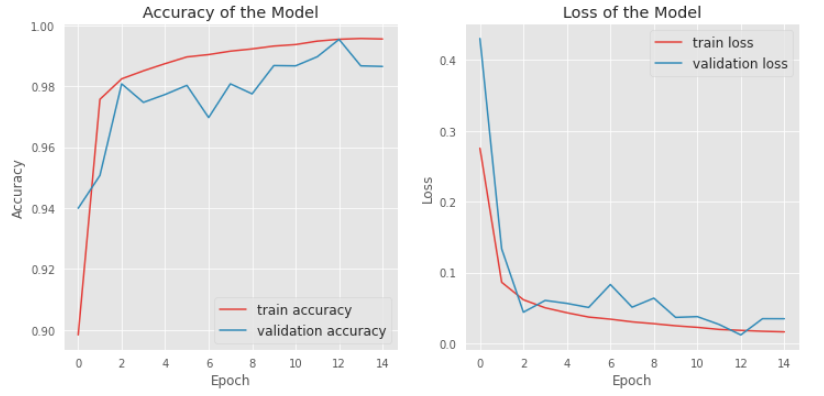 Accuracy of the Model
1.00
0.98
0.96
0.94
0.92
0.90
Accuracy
train accuracy
validation accuracy
0 2 4 6 8 10 12 14
Epoch
Loss of the Model
0.4
0.3
0.2
0.1
0.0
Loss
train loss
validation loss
0 2 4 6 8 10 12 14
Epoch